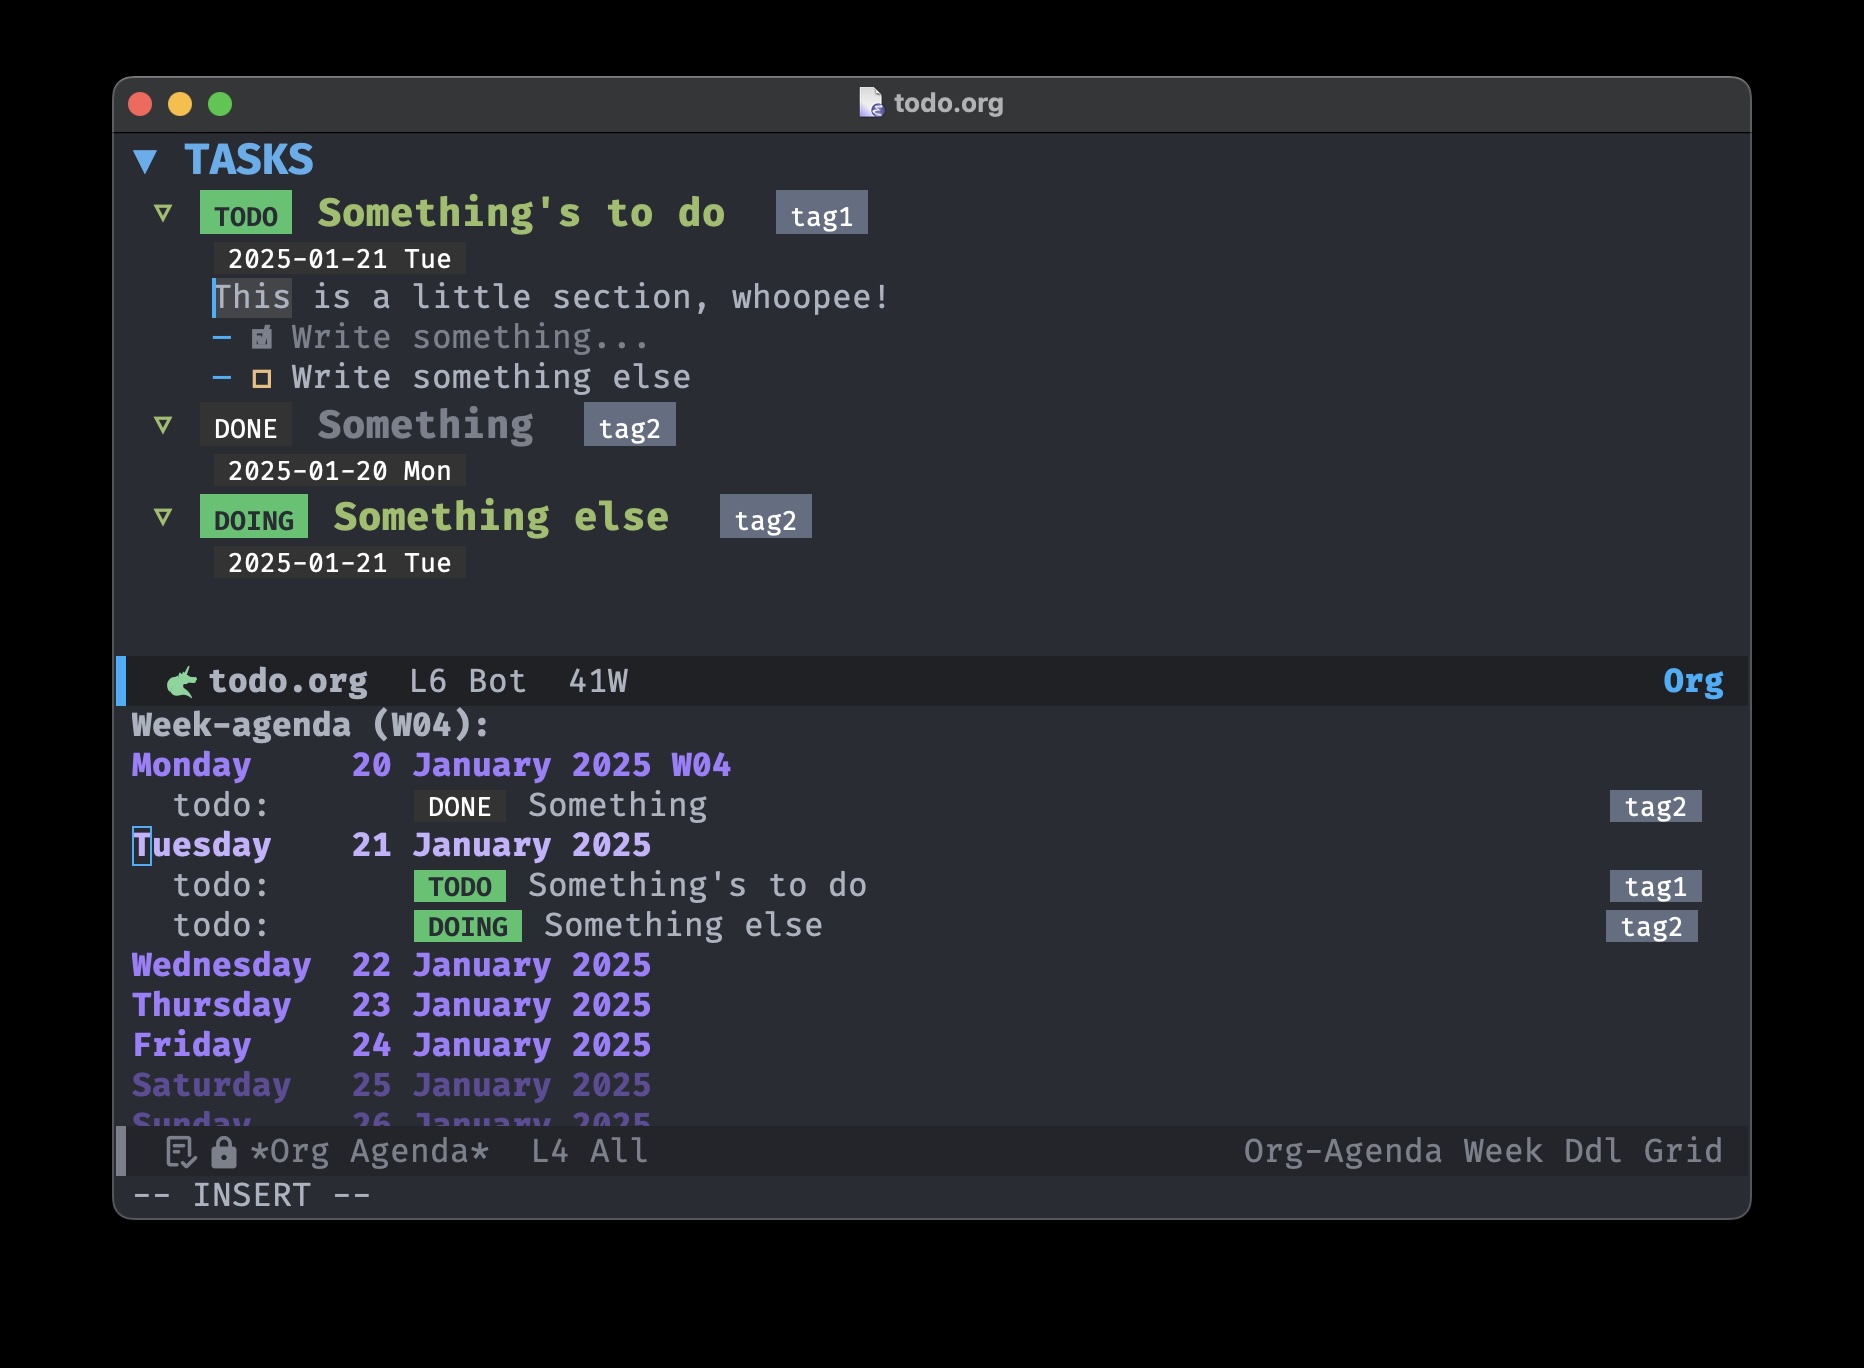 todo.org
TASKS
TODO Something's to do tag1
2025-01-21 Tue
This is a little section, whoopee!
- Write something...
- Write something else
DONE Something tag2
2025-01-20 Mon
DOING Something else tag2
2025-01-21 Tue
todo.org L6 Bot 41W Org
Week-agenda (W04):
Monday 20 January 2025 W04
todo: DONE Something tag2
Tuesday 21 January 2025
todo: TODO Something's to do tag1
todo: DOING Something else tag2
Wednesday 22 January 2025
Thursday 23 January 2025
Friday 24 January 2025
Saturday 25 January 2025
Sunday 26 January 2025
*Org Agenda* L4 All Org-Agenda Week Ddl Grid
-- INSERT --